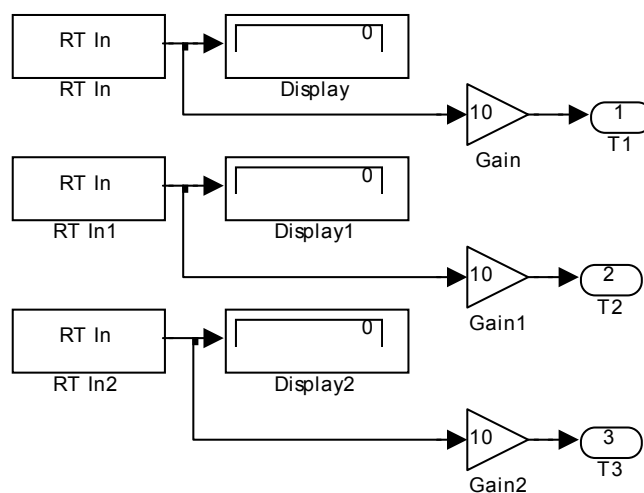 RT In
RT In
0
Display
10
Gain
1
T1
RT In
RT In1
0
Display1
10
Gain1
2
T2
RT In
RT In2
0
Display2
10
Gain2
3
T3